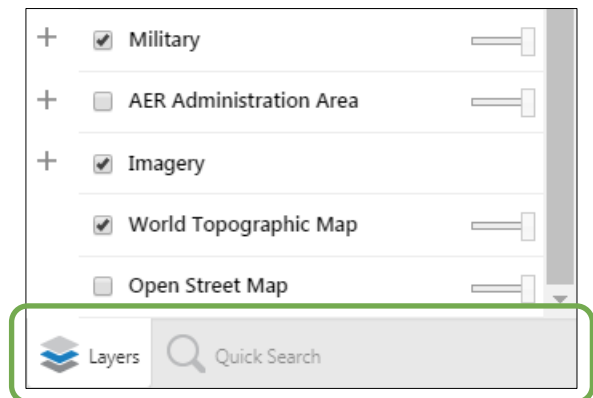 Military
AER Administration Area
Imagery
World Topographic Map
Open Street Map
Layers Quick Search